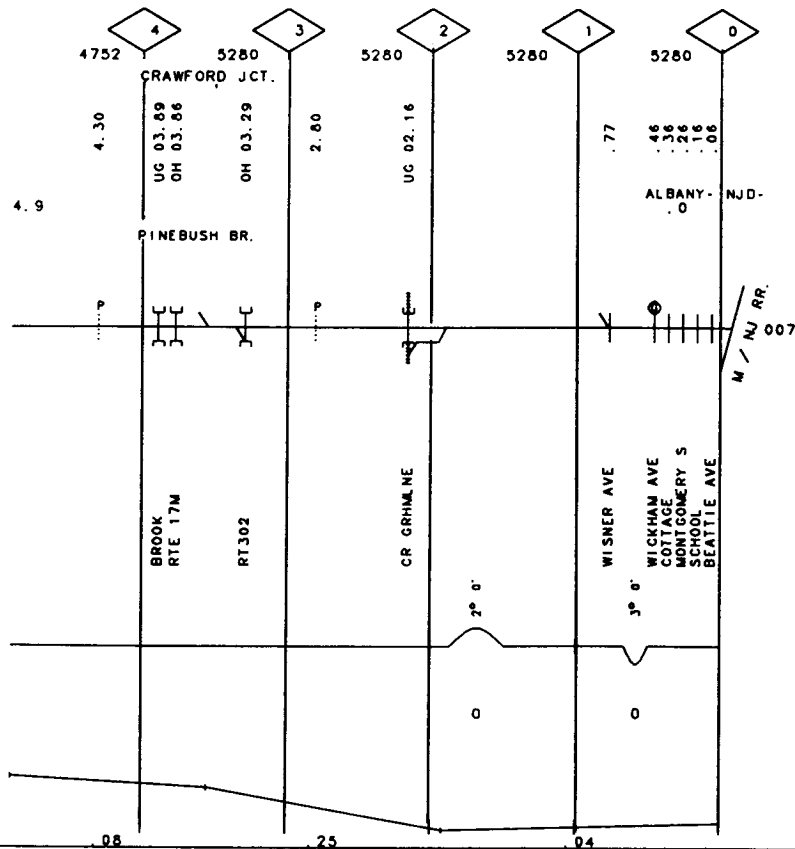 4 3 2 1 0
4752 5280 5280 5280 5280
CRAWFORD JCT.
4.30
UG 03.89
OH 03.86
OH 03.29
2.80
UG 02.16
.77
.46
.36
.26
.16
.06
4.9
ALBANY- NJD-
.0
PINEBUSH BR.
P P
M / NJ RR.
007
BROOK
RTE 17M
RT302
CR GRHMLNE
WISNER AVE
WICKHAM AVE
COTTAGE
MONTGOMERY S
SCHOOL
BEATTIE AVE
2° 0'
3° 0'
0 0
.08 .25 .04